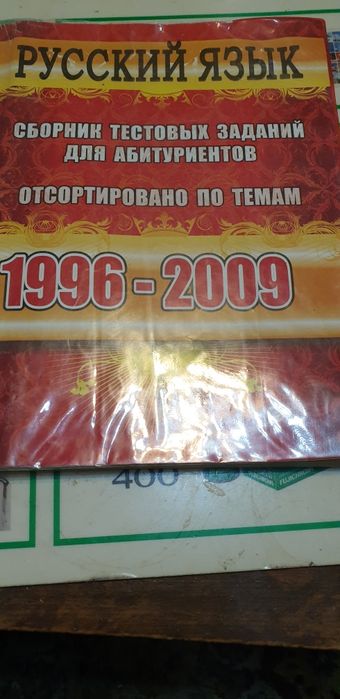 РУССКИЙ ЯЗЫК
СБОРНИК ТЕСТОВЫХ ЗАДАНИЙ
ДЛЯ АБИТУРИЕНТОВ
ОТСОРТИРОВАНО ПО ТЕМАМ
1996 - 2009
400